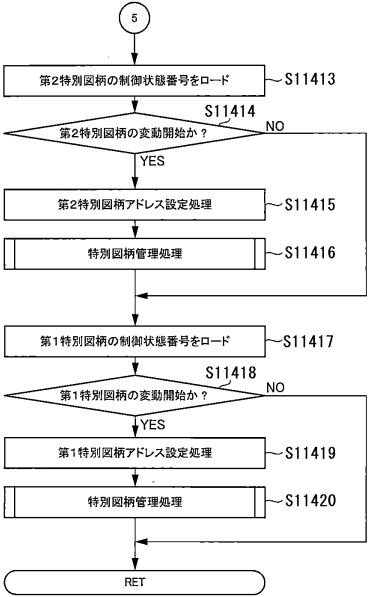 5
第2特別図柄の制御状態番号をロード
S11413
S11414
第2特別図柄の変動開始か？
NO
YES
第2特別図柄アドレス設定処理
S11415
特別図柄管理処理
S11416
第1特別図柄の制御状態番号をロード
S11417
S11418
第1特別図柄の変動開始か？
NO
YES
第1特別図柄アドレス設定処理
S11419
特別図柄管理処理
S11420
RET